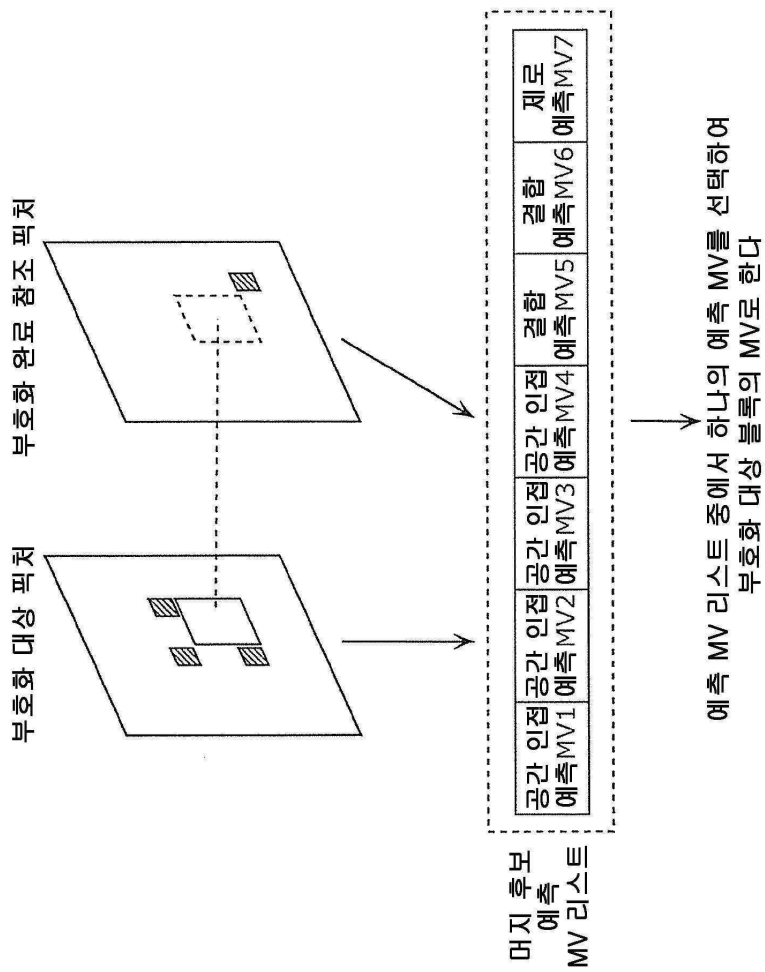 부호화 대상 픽처
부호화 완료 참조 픽처
머지 후보
예측
MV 리스트
공간 인접
예측MV1
공간 인접
예측MV2
공간 인접
예측MV3
공간 인접
예측MV4
결합
예측MV5
결합
예측MV6
제로
예측MV7
예측 MV 리스트 중에서 하나의 예측 MV를 선택하여
부호화 대상 블록의 MV로 한다